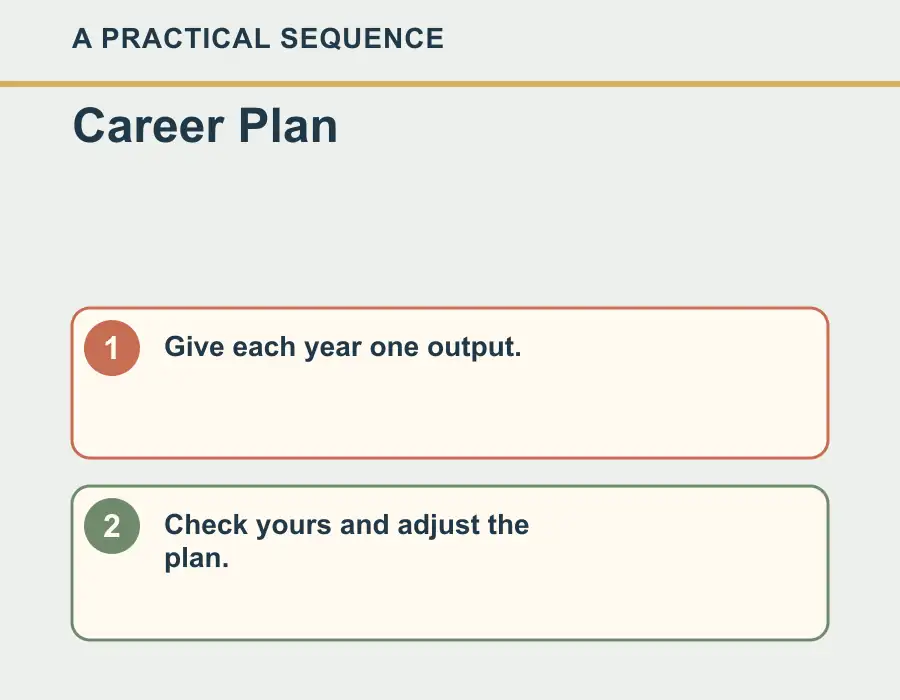 A PRACTICAL SEQUENCE
Career Plan
1
Give each year one output.
2
Check yours and adjust the
plan.